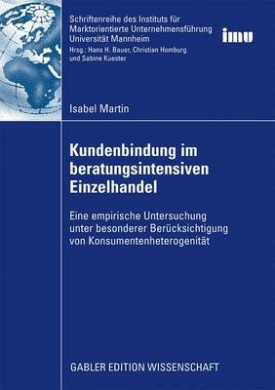 Schriftenreihe des Instituts für
Marktorientierte Unternehmensführung
Universität Mannheim
Hrsg.: Hans H. Bauer, Christian Homburg
und Sabine Kuester
imu
Isabel Martin
Kundenbindung im
beratungsintensiven
Einzelhandel
Eine empirische Untersuchung
unter besonderer Berücksichtigung
von Konsumentenheterogenität
GABLER EDITION WISSENSCHAFT